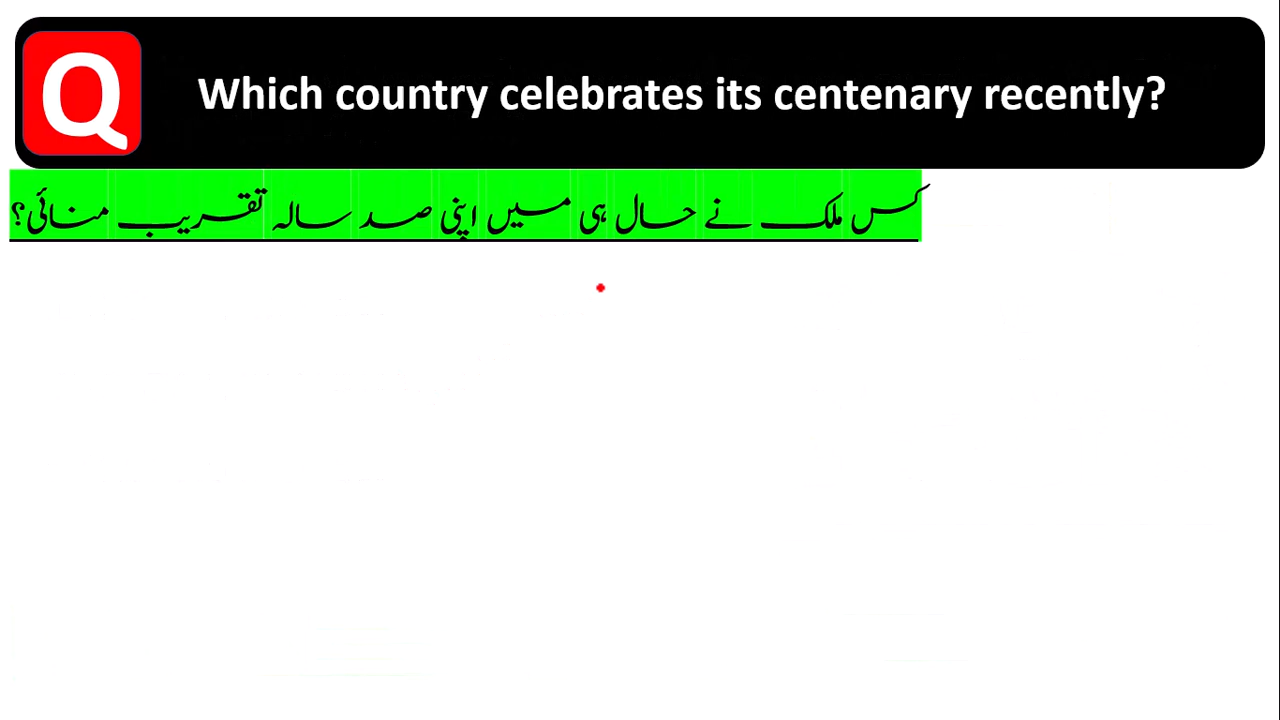 Q
Which country celebrates its centenary recently?
کس ملک نے حال ہی میں اپنی صد سالہ تقریب منائی؟